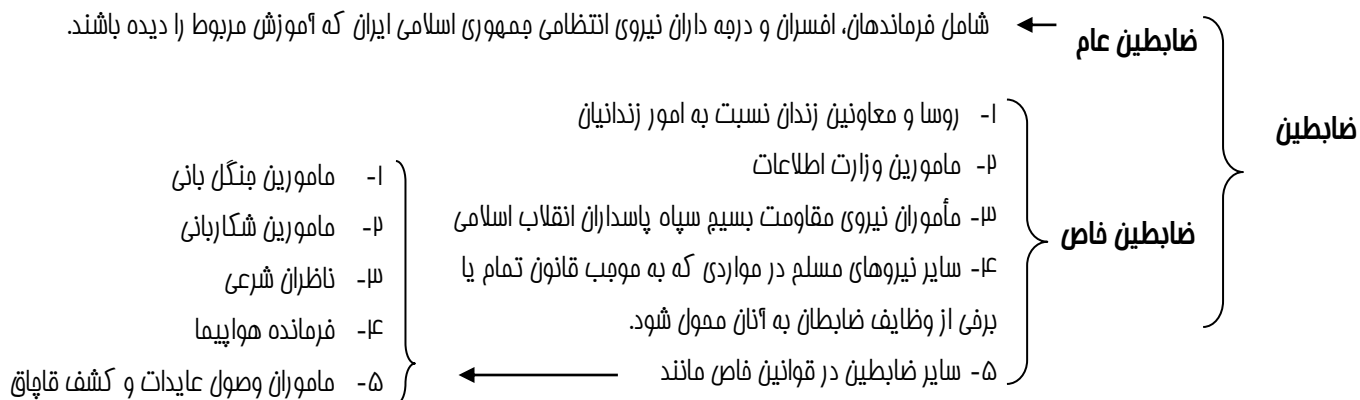 ضابطین
ضابطین عام
شامل فرماندهان، افسران و درجه داران نیروی انتظامی جمهوری اسلامی ایران که آموزش مربوط را دیده باشند.
ضابطین خاص
۱- روسا و معاونین زندان نسبت به امور زندانیان
۲- مامورین وزارت اطلاعات
۳- مأموران نیروی مقاومت بسیج سپاه پاسداران انقلاب اسلامی
۴- سایر نیروهای مسلح در مواردی که به موجب قانون تمام یا
برخی از وظایف ضابطان به آنان محول شود.
۵- سایر ضابطین در قوانین خاص مانند
۱- مامورین جنگل بانی
۲- مامورین شکاربانی
۳- ناظران شرعی
۴- فرمانده هواپیما
۵- ماموران وصول عایدات و کشف قاچاق